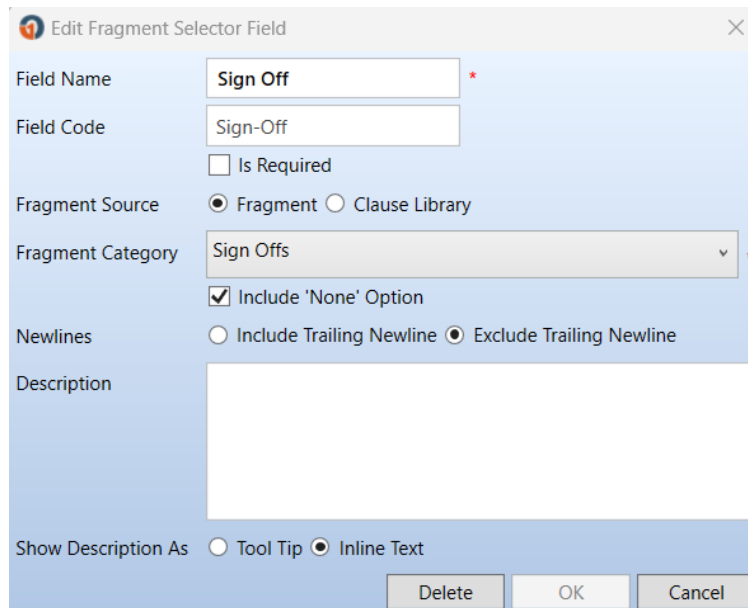 Edit Fragment Selector Field
Field Name Sign Off *
Field Code Sign-Off
Is Required
Fragment Source Fragment Clause Library
Fragment Category Sign Offs
Include 'None' Option
Newlines Include Trailing Newline Exclude Trailing Newline
Description
Show Description As Tool Tip Inline Text
Delete OK Cancel